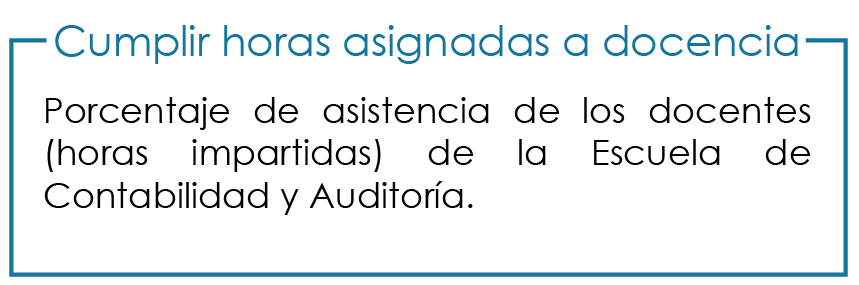 Cumplir horas asignadas a docencia
Porcentaje de asistencia de los docentes
(horas impartidas) de la Escuela de
Contabilidad y Auditoría.